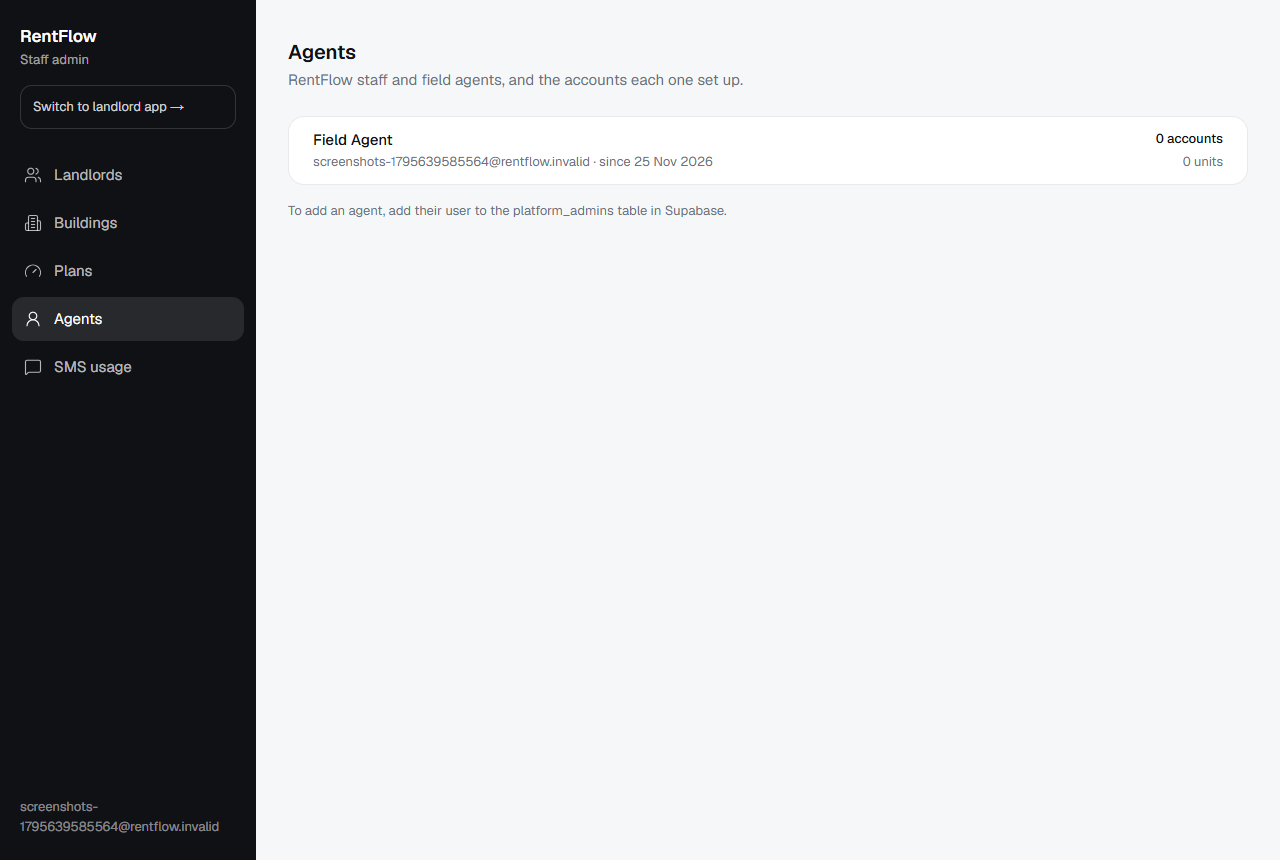 RentFlow
Staff admin
Switch to landlord app →
Landlords
Buildings
Plans
Agents
SMS usage
screenshots-
1795639585564@rentflow.invalid
Agents
RentFlow staff and field agents, and the accounts each one set up.
Field Agent
0 accounts
screenshots-1795639585564@rentflow.invalid · since 25 Nov 2026
0 units
To add an agent, add their user to the platform_admins table in Supabase.